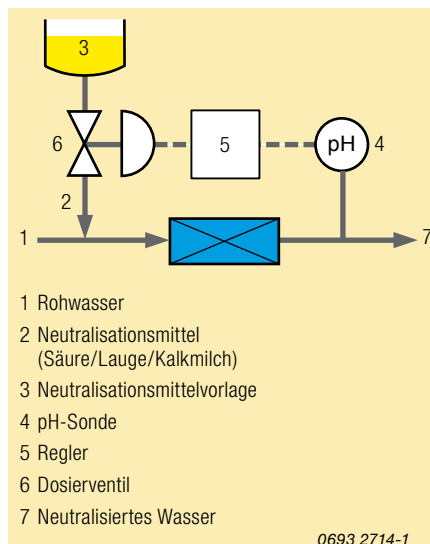 3
6
5
pH
4
2
1
7
1 Rohwasser
2 Neutralisationsmittel
(Säure/Lauge/Kalkmilch)
3 Neutralisationsmittelvorlage
4 pH-Sonde
5 Regler
6 Dosierventil
7 Neutralisiertes Wasser
0693 2714-1